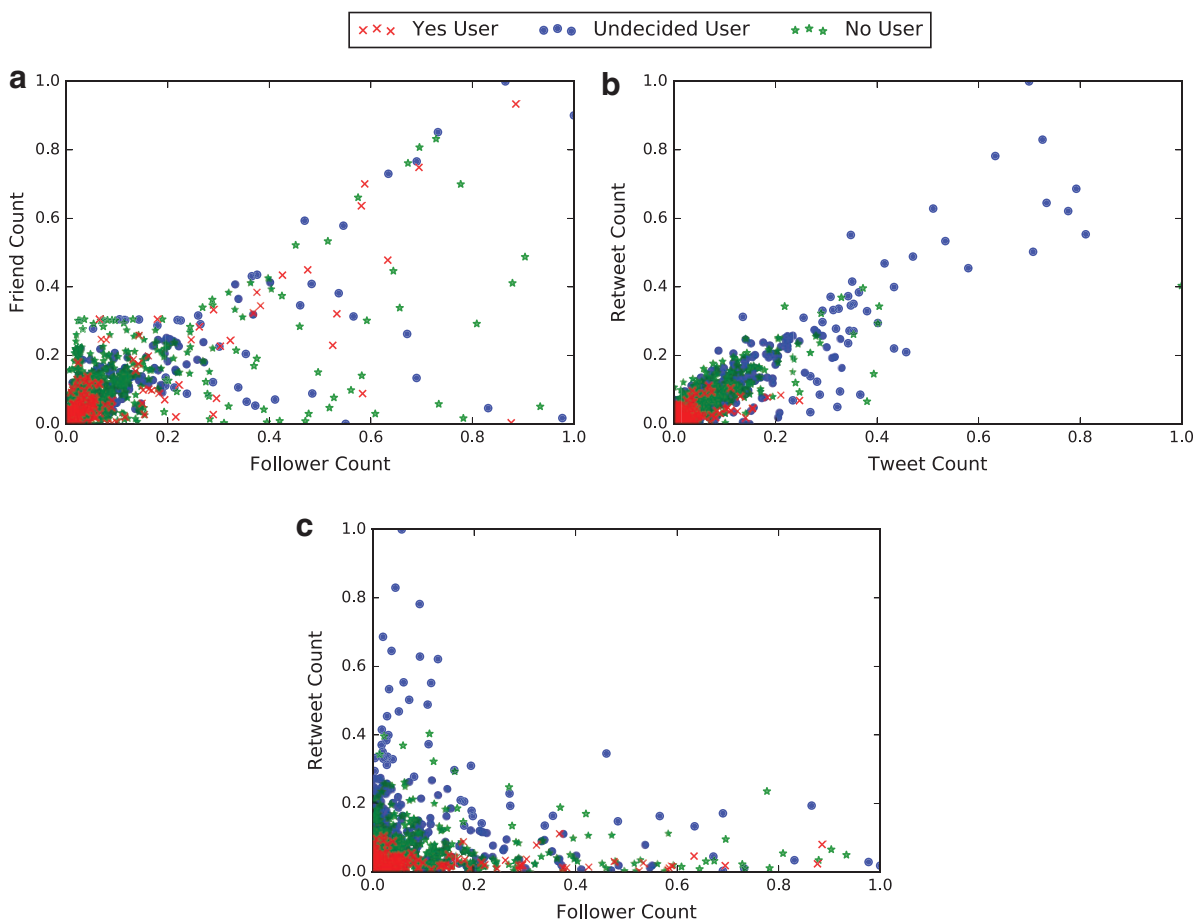 Yes User Undecided User No User
a
1.0
0.8
0.6
0.4
0.2
0.0
Friend Count
0.0 0.2 0.4 0.6 0.8 1.0
Follower Count
b
1.0
0.8
0.6
0.4
0.2
0.0
Retweet Count
0.0 0.2 0.4 0.6 0.8 1.0
Tweet Count
c
1.0
0.8
0.6
0.4
0.2
0.0
Retweet Count
0.0 0.2 0.4 0.6 0.8 1.0
Follower Count